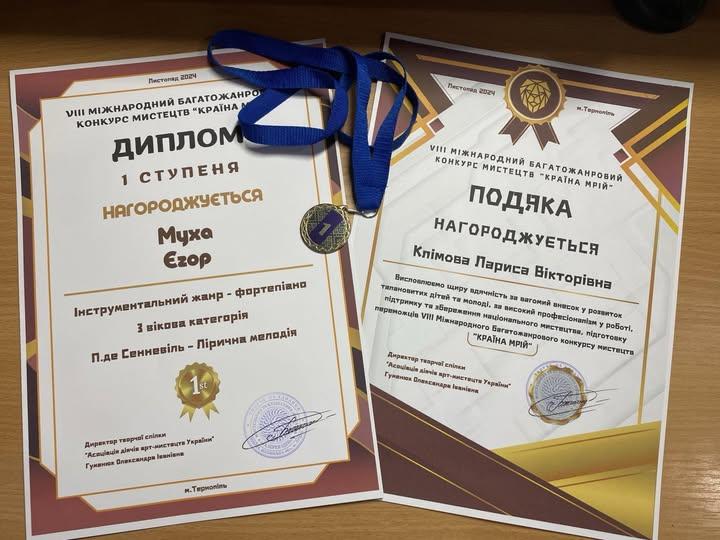 Листопад 2024
VIII МІЖНАРОДНИЙ БАГАТОЖАНРОВ
КОНКУРС МИСТЕЦТВ "КРАЇНА М
ДИПЛОМ
1 СТУПЕНЯ
НАГОРОДЖУЄТЬСЯ
Муха
Єгор
Інструментальний жанр - фортепіано
3 вікова категорія
П.де Сенневіль - Лірична мелодія
1st
Директор творчої спілки
"Асоціація діячів арт-мистецтв України"
Гуманюк Олександра Іванівна
м.Тернопіль
1
Листопад 2024
м.Тернопіль
VIII МІЖНАРОДНИЙ БАГАТОЖАНРОВИЙ
КОНКУРС МИСТЕЦТВ "КРАЇНА МРІЙ"
ПОДЯКА
НАГОРОДЖУЄТЬСЯ
Клімова Лариса Вікторівна
Висловлюємо щиру вдячність за вагомий внесок у розвиток
талановитих дітей та молоді, за високий професіоналізм у роботі,
підтримку та збереження національного мистецтва, підготовку
переможців VIII Міжнародного Багатожанрового конкурсу мистецтв
"КРАЇНА МРІЙ"
Директор творчої спілки
"Асоціація діячів арт-мистецтв України"
Гуманюк Олександра Іванівна